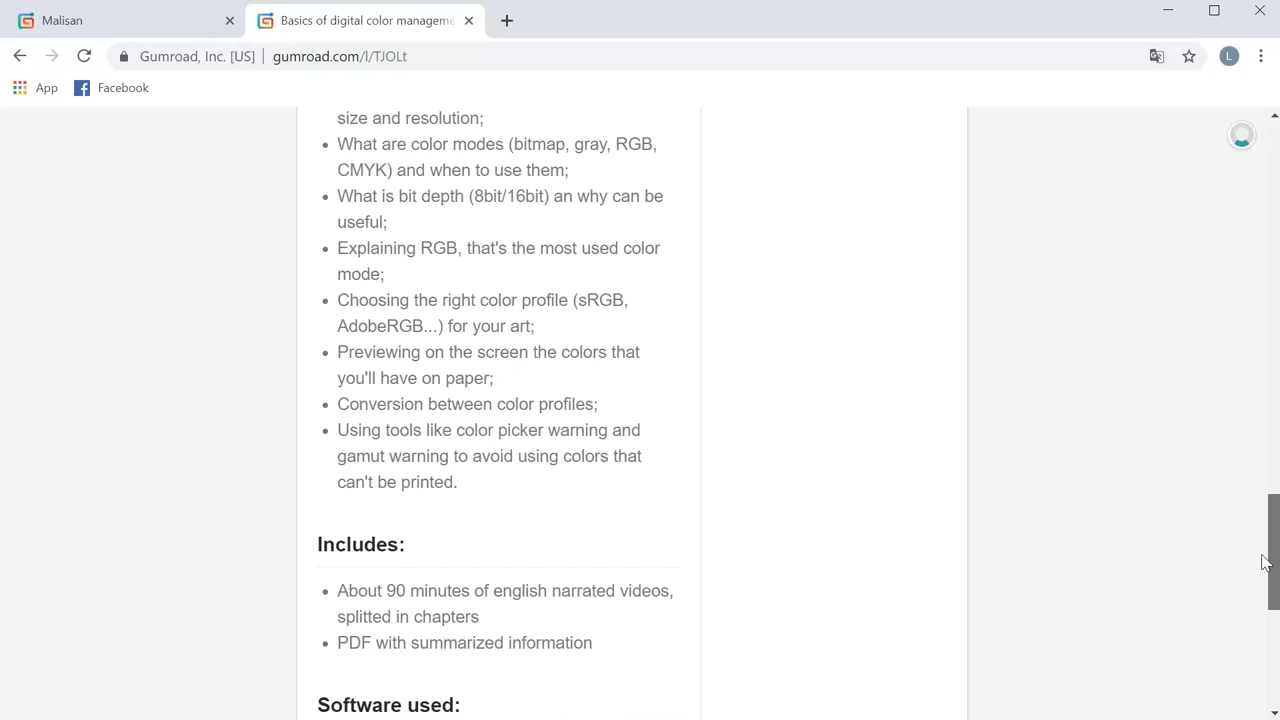 Malisan
Basics of digital color manageme
Gumroad, Inc. [US]
gumroad.com/l/TJOLt
L
App
Facebook
size and resolution;
• What are color modes (bitmap, gray, RGB,
CMYK) and when to use them;
• What is bit depth (8bit/16bit) an why can be
useful;
• Explaining RGB, that's the most used color
mode;
• Choosing the right color profile (sRGB,
AdobeRGB...) for your art;
• Previewing on the screen the colors that
you'll have on paper;
• Conversion between color profiles;
• Using tools like color picker warning and
gamut warning to avoid using colors that
can't be printed.
Includes:
• About 90 minutes of english narrated videos,
splitted in chapters
• PDF with summarized information
Software used: